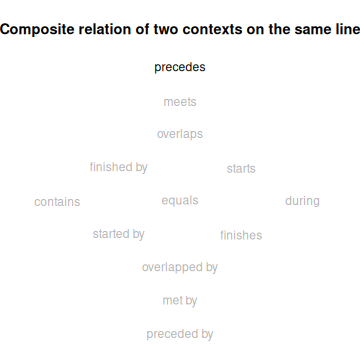 Composite relation of two contexts on the same line
precedes
meets
overlaps
finished by starts
contains equals during
started by finishes
overlapped by
met by
preceded by